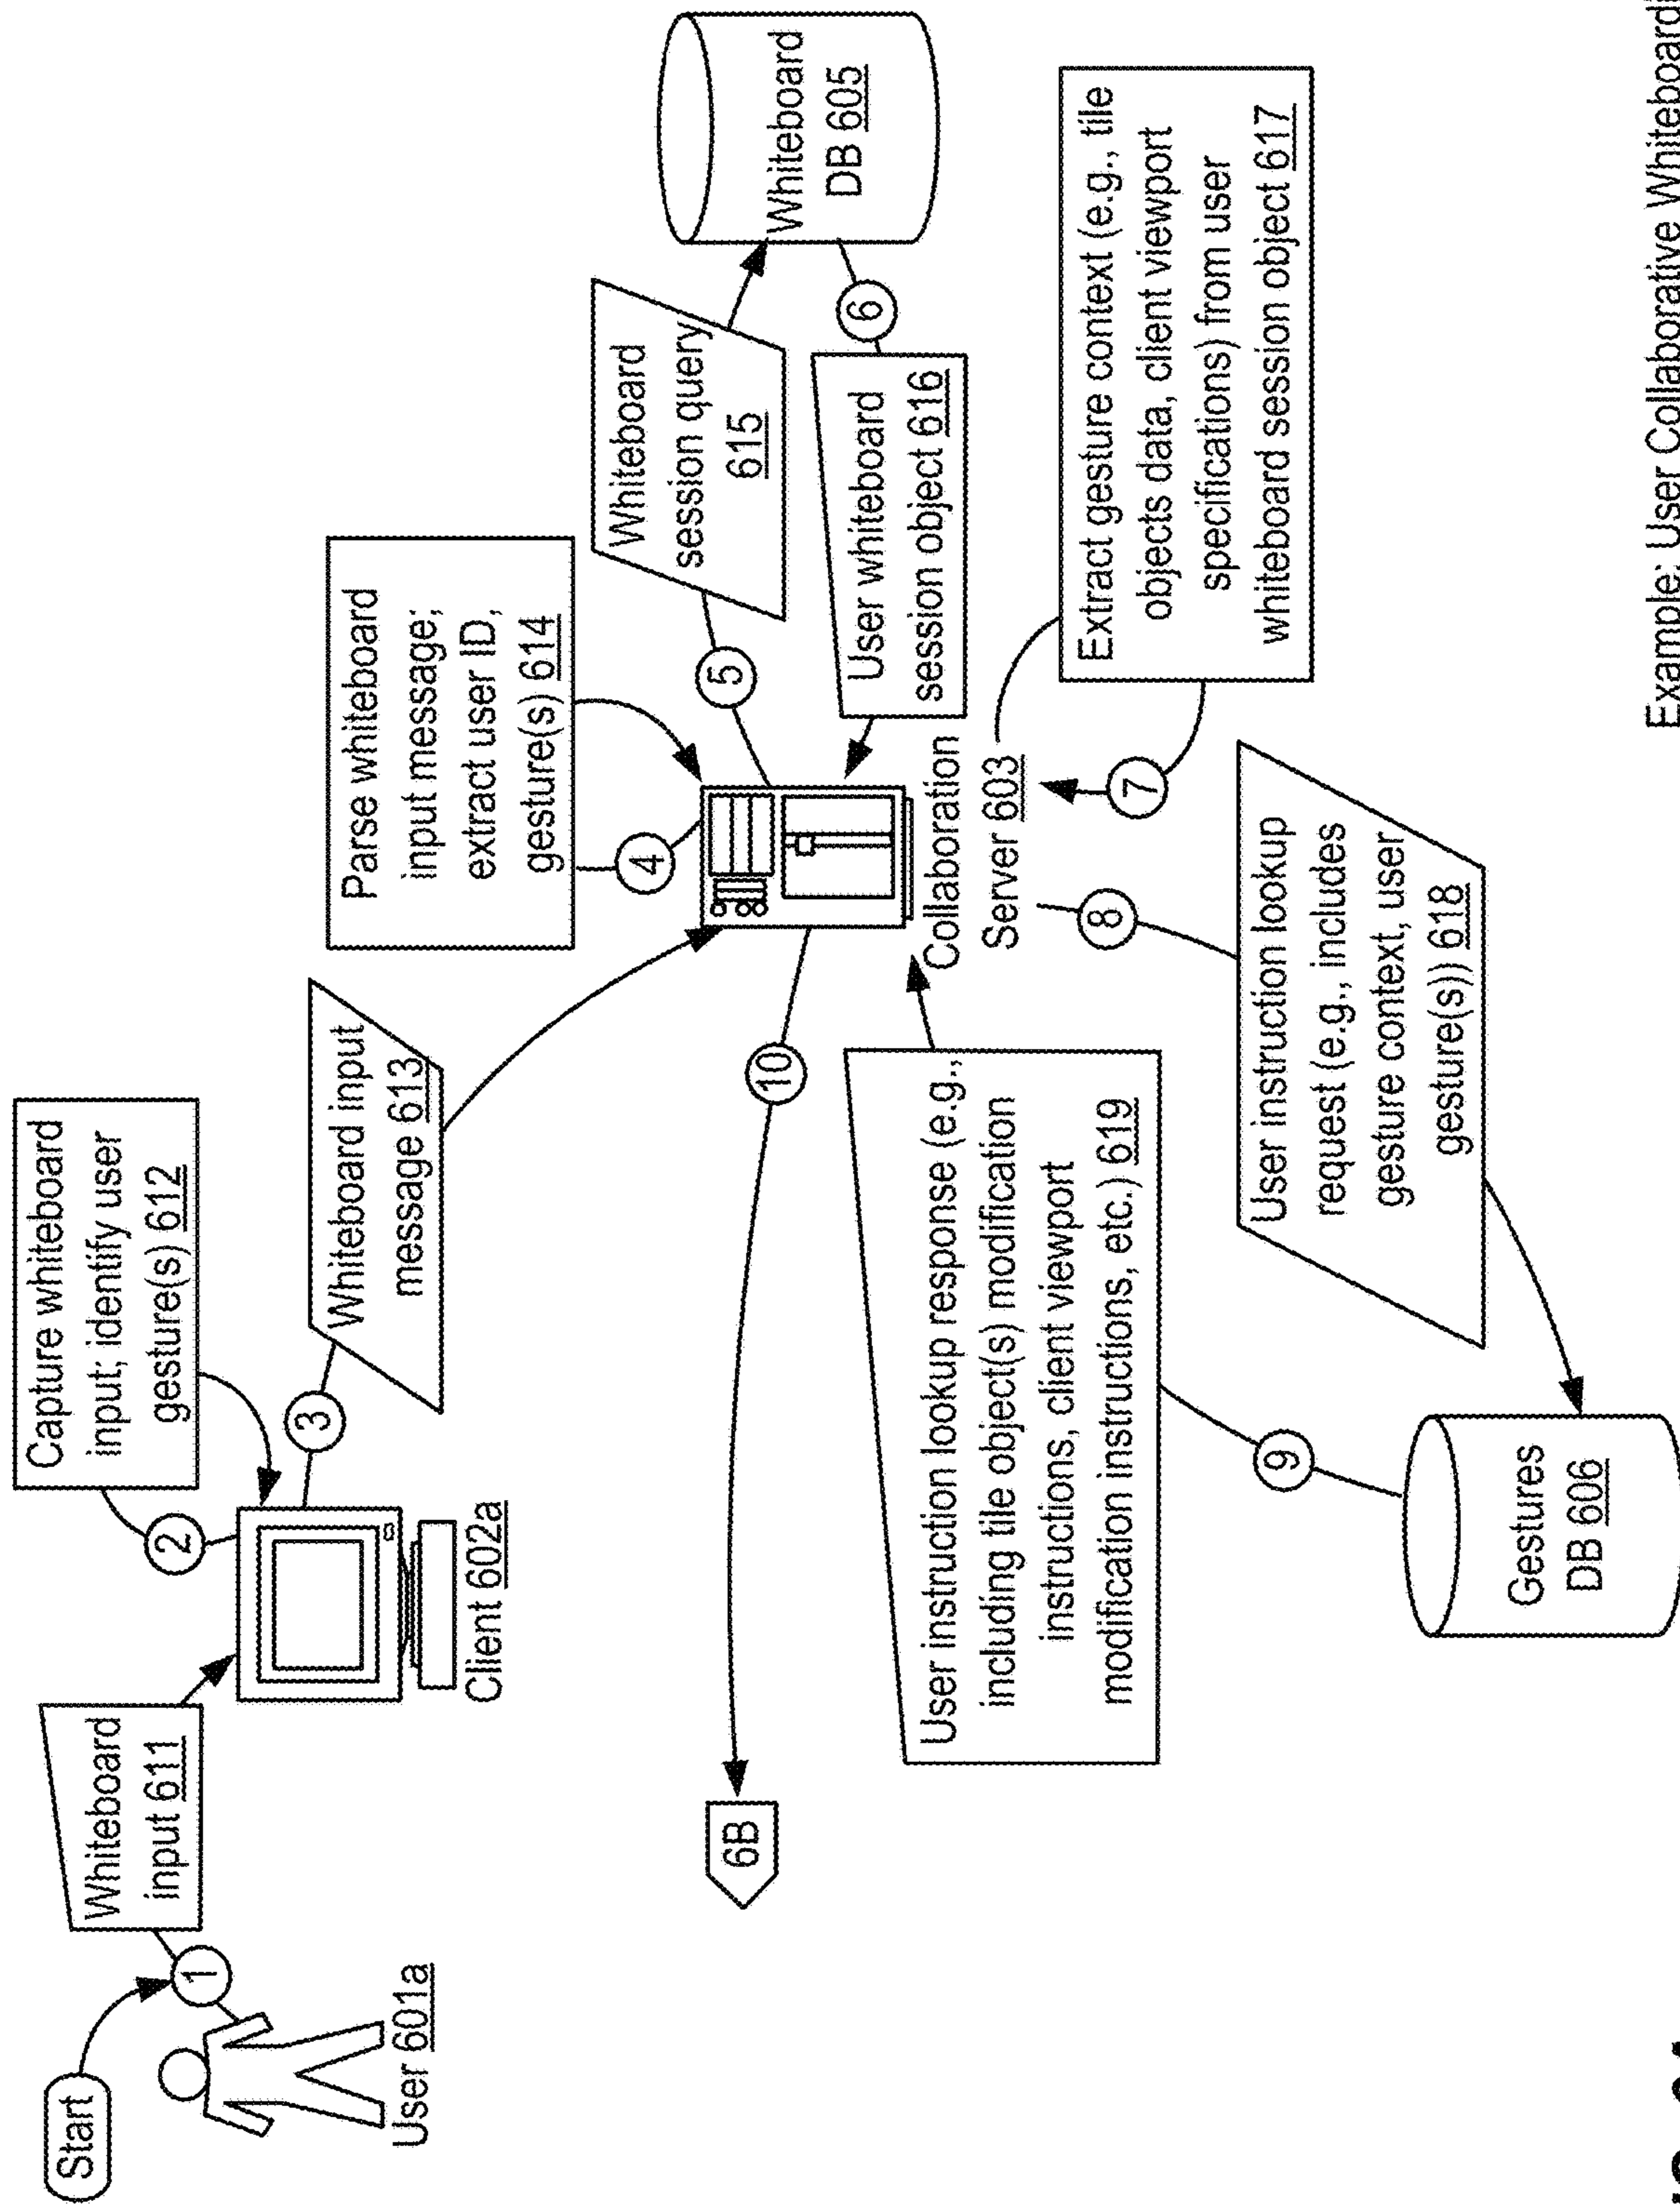 Start
1
User 601a
Whiteboard
input 611
2
Capture whiteboard
input; identify user
gesture(s) 612
Client 602a
3
Whiteboard input
message 613
4
Parse whiteboard
input message;
extract user ID,
gesture(s) 614
5
Whiteboard
session query
615
Whiteboard
DB 605
6
User whiteboard
session object 616
Collaboration
Server 603
7
Extract gesture context (e.g., tile
objects data, client viewport
specifications) from user
whiteboard session object 617
8
User instruction lookup
request (e.g., includes
gesture context, user
gesture(s)) 618
Gestures
DB 606
9
User instruction lookup response (e.g.,
including tile object(s) modification
instructions, client viewport
modification instructions, etc.) 619
10
6B
Example: User Collaborative